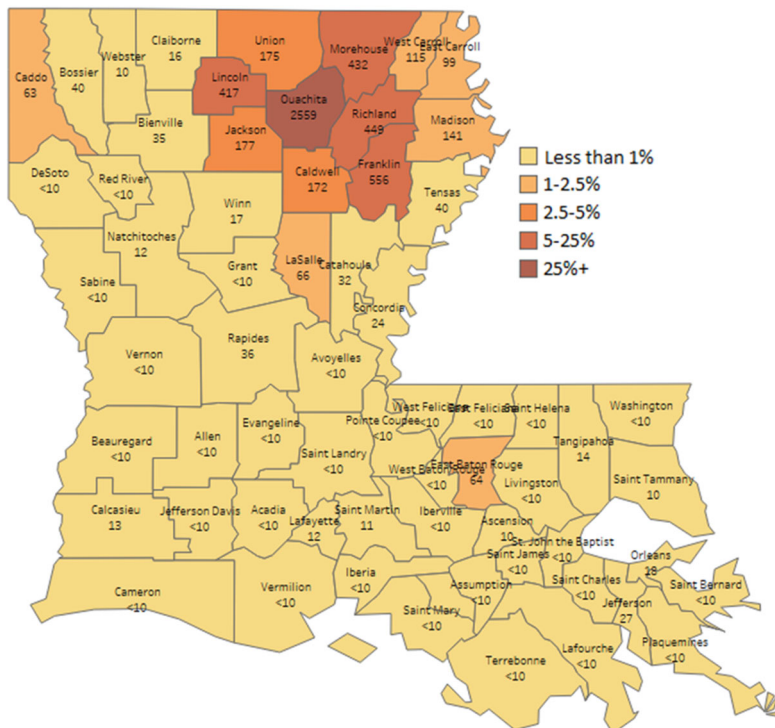 Claiborne
16
Union
175
Morehouse
432
West Carroll
115
East Carroll
99
Webster
10
Bossier
40
Caddo
63
Lincoln
417
Ouachita
2559
Richland
449
Madison
141
Bienville
35
Jackson
177
Franklin
556
Caldwell
172
Tensas
40
DeSoto
<10
Red River
<10
Winn
17
Natchitoches
12
LaSalle
66
Catahoula
32
Grant
<10
Sabine
<10
Concordia
24
Less than 1%
1-2.5%
2.5-5%
5-25%
25%+
Rapides
36
Vernon
<10
Avoyelles
<10
West Feliciana
<10
East Feliciana
<10
Saint Helena
<10
Washington
<10
Pointe Coupee
<10
Evangeline
<10
Allen
<10
Beauregard
<10
Saint Landry
<10
Tangipahoa
14
East Baton Rouge
64
West Baton Rouge
<10
Livingston
<10
Saint Tammany
10
Calcasieu
13
Jefferson Davis
<10
Acadia
<10
Lafayette
12
Saint Martin
11
Iberville
<10
Ascension
10
St. John the Baptist
<10
Saint James
<10
Orleans
18
Cameron
<10
Vermilion
<10
Iberia
<10
Assumption
<10
Saint Charles
<10
Saint Bernard
<10
Saint Mary
<10
Jefferson
27
Plaquemines
<10
Terrebonne
<10
Lafourche
<10